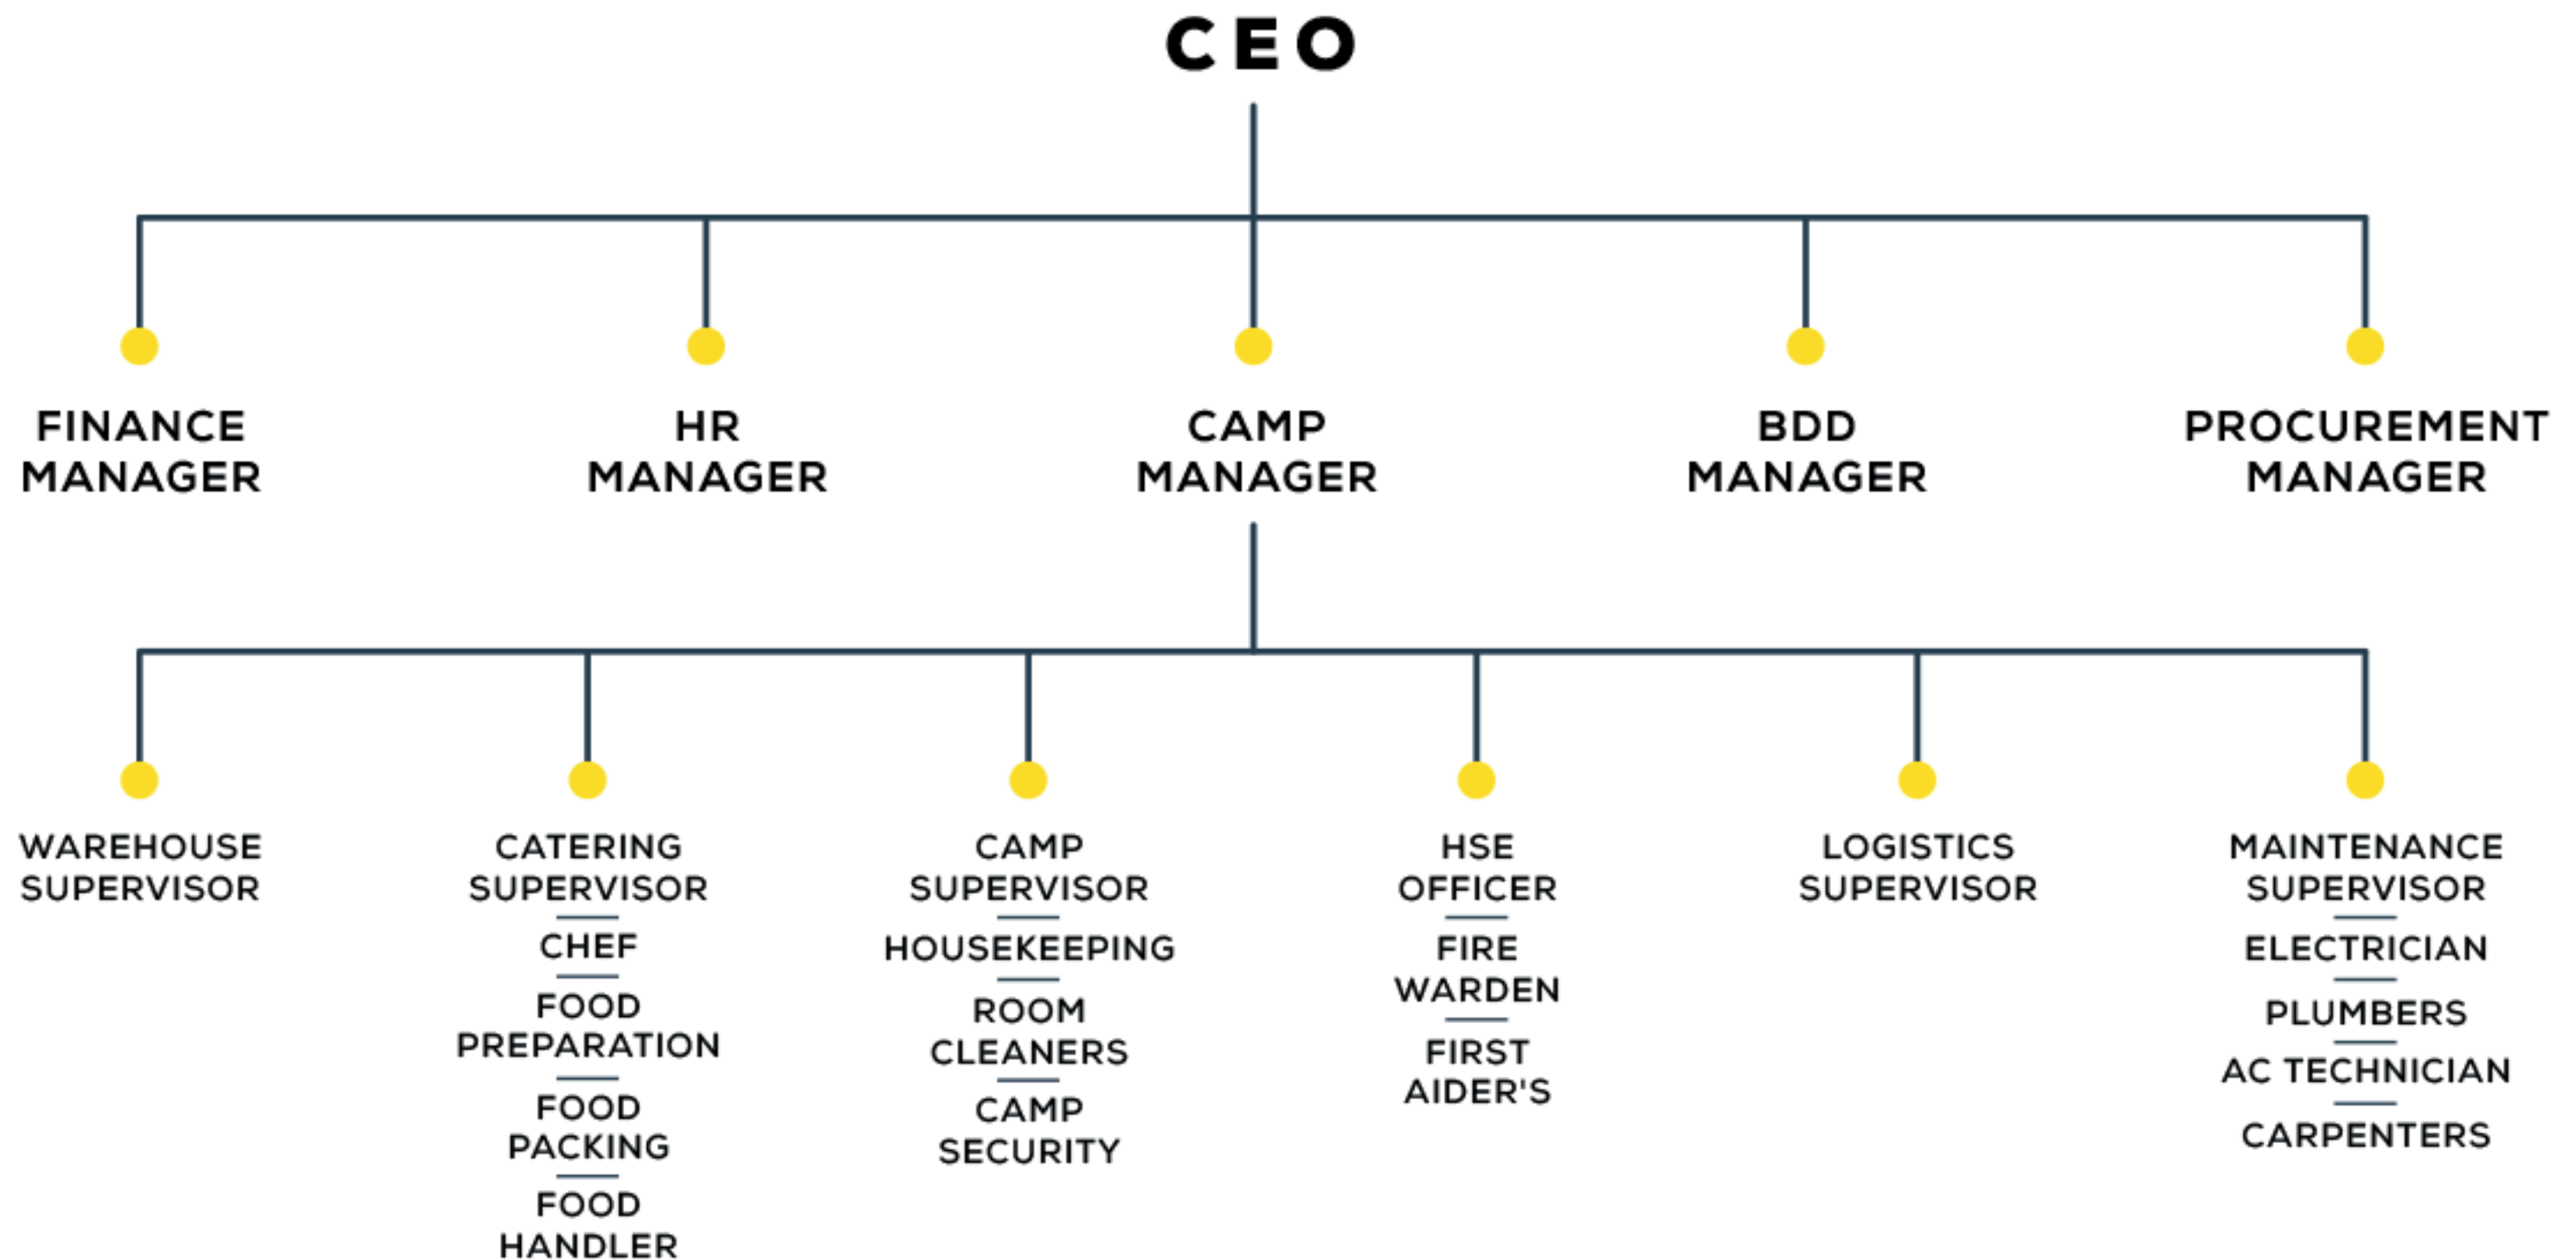 CEO
FINANCE
MANAGER
HR
MANAGER
CAMP
MANAGER
BDD
MANAGER
PROCUREMENT
MANAGER
WAREHOUSE
SUPERVISOR
CATERING
SUPERVISOR
CHEF
FOOD
PREPARATION
FOOD
PACKING
FOOD
HANDLER
CAMP
SUPERVISOR
HOUSEKEEPING
ROOM
CLEANERS
CAMP
SECURITY
HSE
OFFICER
FIRE
WARDEN
FIRST
AIDER'S
LOGISTICS
SUPERVISOR
MAINTENANCE
SUPERVISOR
ELECTRICIAN
PLUMBERS
AC TECHNICIAN
CARPENTERS